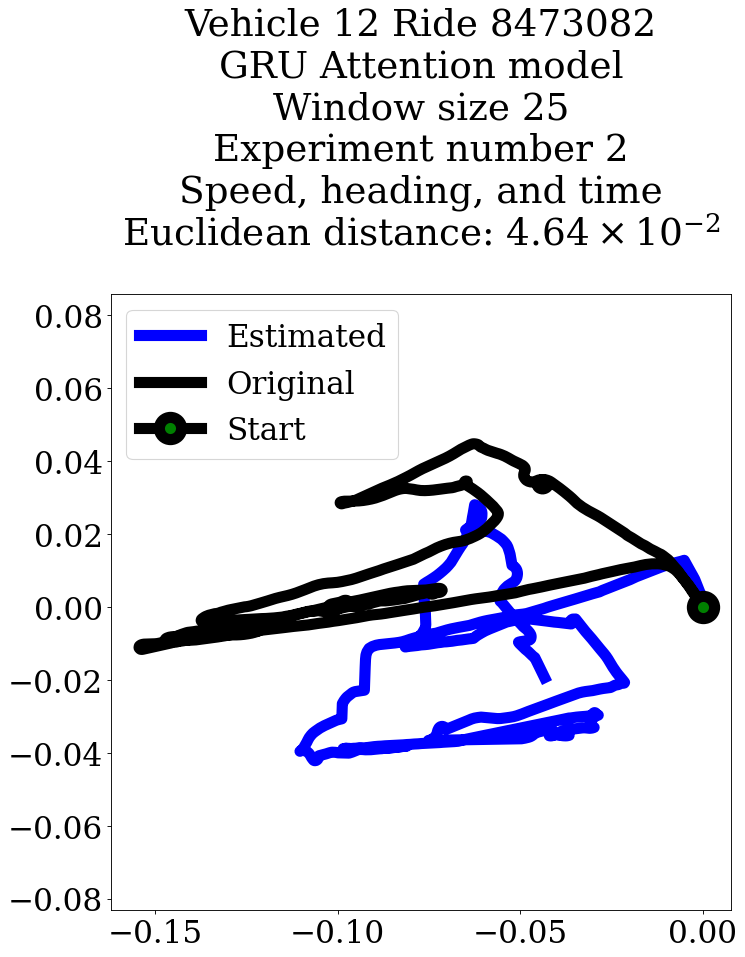 Vehicle 12 Ride 8473082
GRU Attention model
Window size 25
Experiment number 2
Speed, heading, and time
Euclidean distance: 4.64 × 10⁻²
Estimated
Original
Start
0.08
0.06
0.04
0.02
0.00
−0.02
−0.04
−0.06
−0.08
−0.15
−0.10
−0.05
0.00